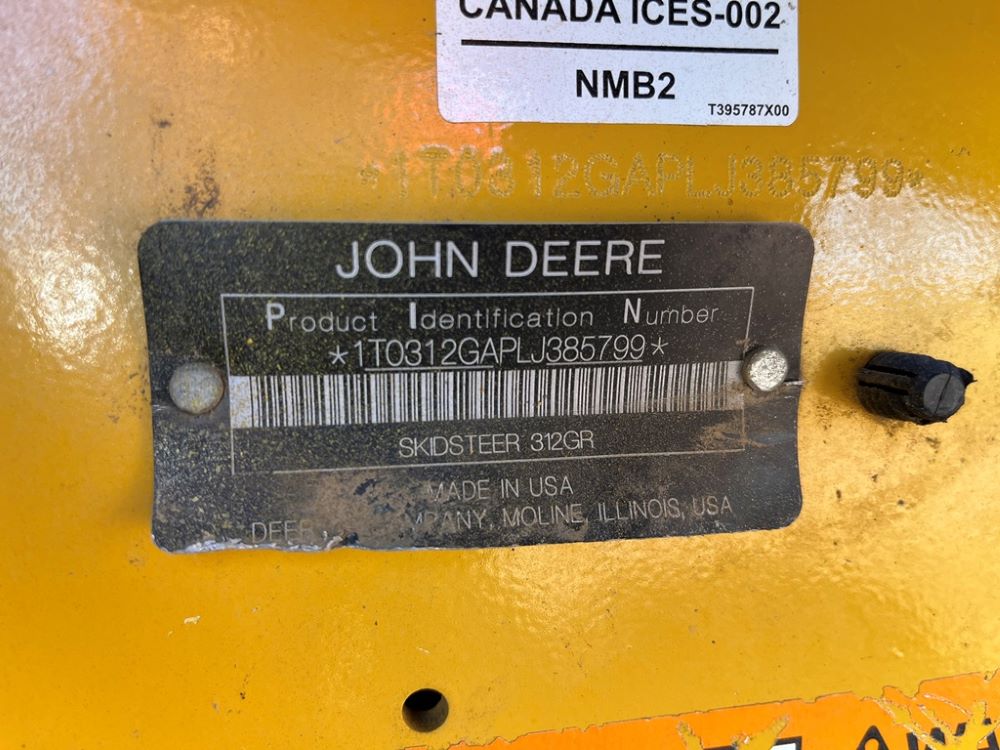 CANADA ICES-002
NMB2
T395787X00
*1T0312GAPLJ385799*
JOHN DEERE
Product Identification Number
*1T0312GAPLJ385799*
SKIDSTEER 312GR
MADE IN USA
MOLINE, ILLINOIS, USA